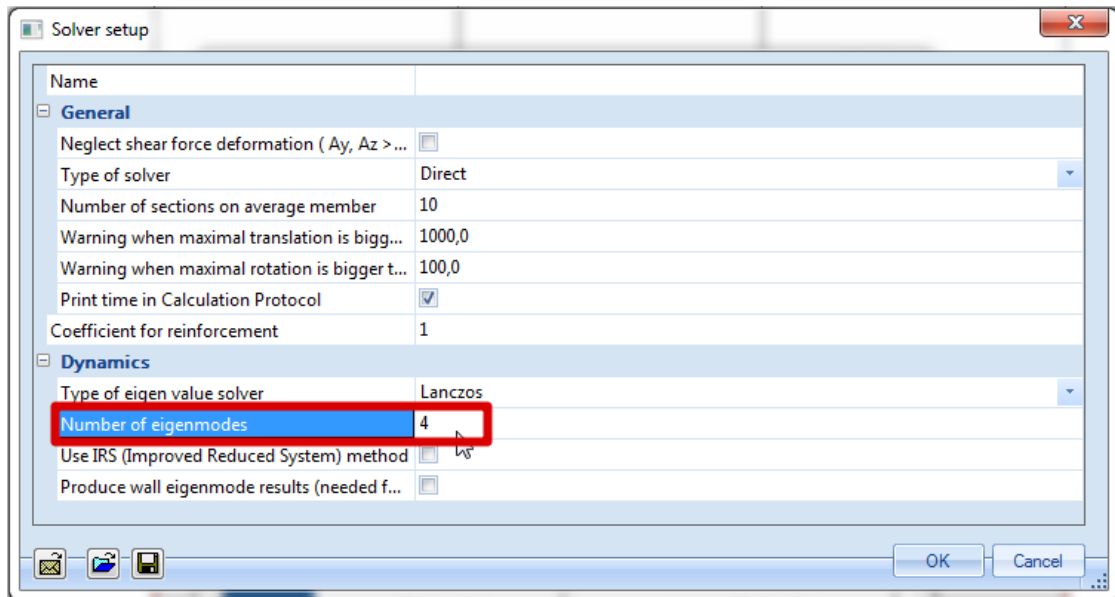 Solver setup
Name
General
Neglect shear force deformation ( Ay, Az >...
Type of solver Direct
Number of sections on average member 10
Warning when maximal translation is bigg... 1000,0
Warning when maximal rotation is bigger t... 100,0
Print time in Calculation Protocol
Coefficient for reinforcement 1
Dynamics
Type of eigen value solver Lanczos
Number of eigenmodes 4
Use IRS (Improved Reduced System) method
Produce wall eigenmode results (needed f...
OK Cancel